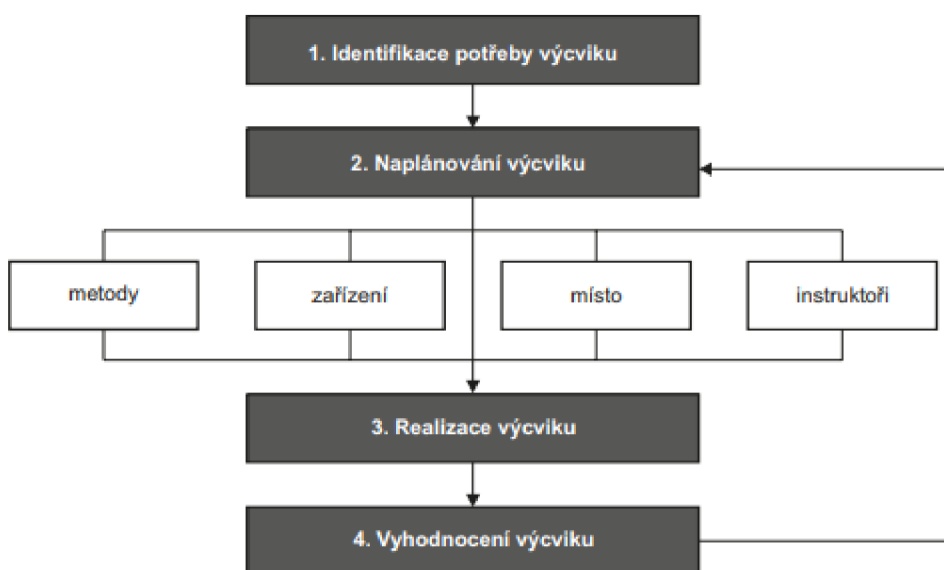 1. Identifikace potřeby výcviku
2. Naplánování výcviku
metody
zařízení
místo
instruktoři
3. Realizace výcviku
4. Vyhodnocení výcviku